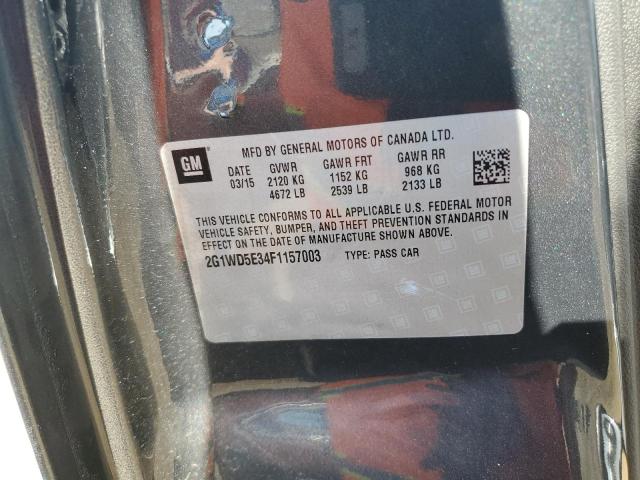 MFD BY GENERAL MOTORS OF CANADA LTD.
GM
DATE GVWR GAWR FRT GAWR RR
03/15 2120 KG 1152 KG 968 KG
4672 LB 2539 LB 2133 LB
THIS VEHICLE CONFORMS TO ALL APPLICABLE U.S. FEDERAL MOTOR
VEHICLE SAFETY, BUMPER, AND THEFT PREVENTION STANDARDS IN
EFFECT ON THE DATE OF MANUFACTURE SHOWN ABOVE.
2G1WD5E34F1157003 TYPE: PASS CAR